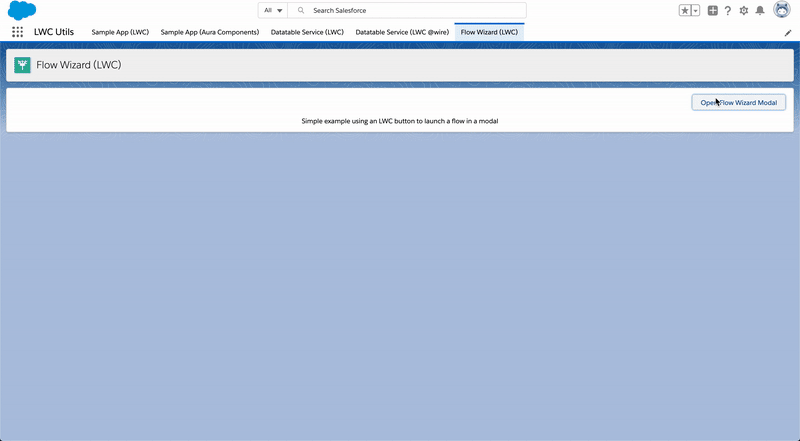 All
Search Salesforce
LWC Utils
Sample App (LWC)
Sample App (Aura Components)
Datatable Service (LWC)
Datatable Service (LWC @wire)
Flow Wizard (LWC)
Flow Wizard (LWC)
Open Flow Wizard Modal
Simple example using an LWC button to launch a flow in a modal